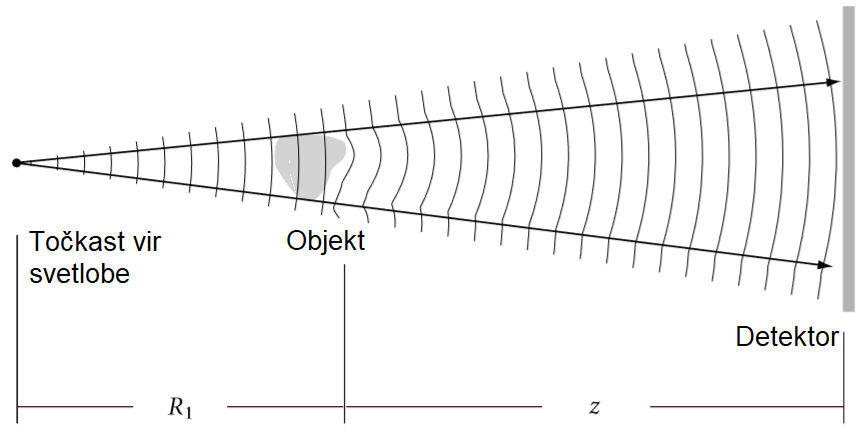 Točkast vir
svetlobe
Objekt
Detektor
R₁
z